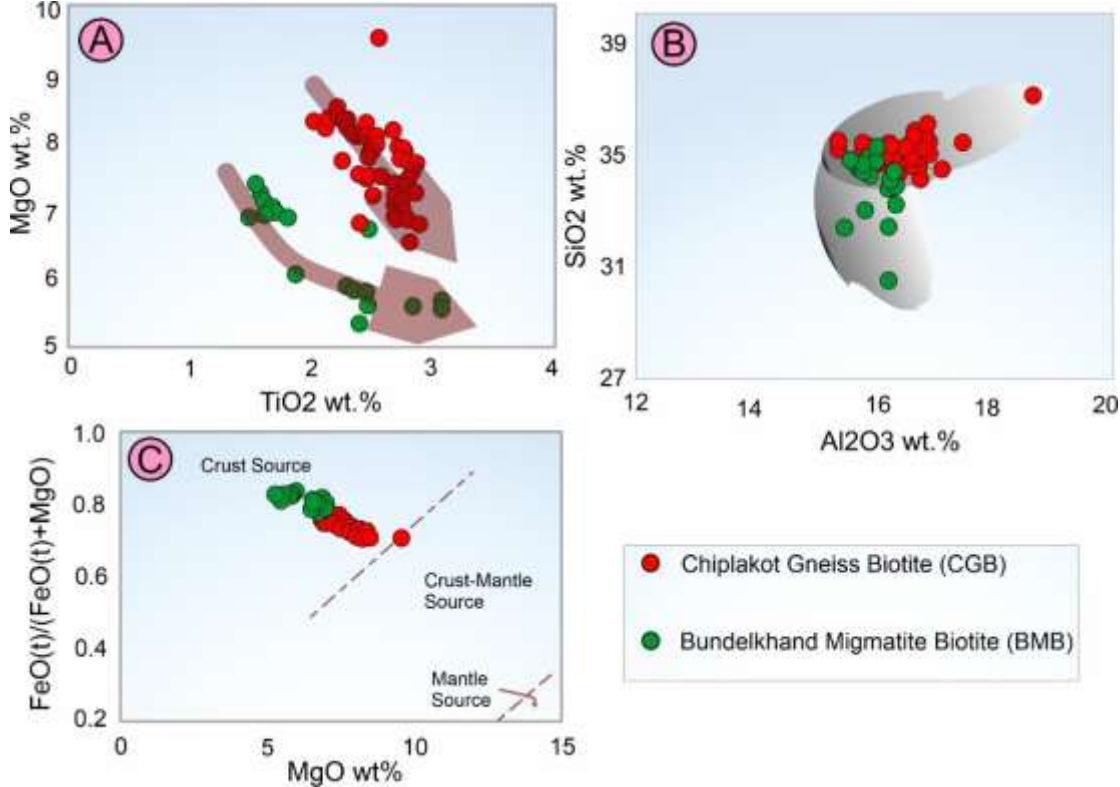 A
MgO wt.%
10
9
8
7
6
5
0
1
2
3
4
TiO2 wt.%
B
SiO2 wt.%
39
35
31
27
12
14
16
18
20
Al2O3 wt.%
C
FeO(t)/(FeO(t)+MgO)
1.0
0.8
0.6
0.4
0.2
Crust Source
Crust-Mantle
Source
Mantle
Source
0
5
10
15
MgO wt%
Chiplakot Gneiss Biotite (CGB)
Bundelkhand Migmatite Biotite (BMB)